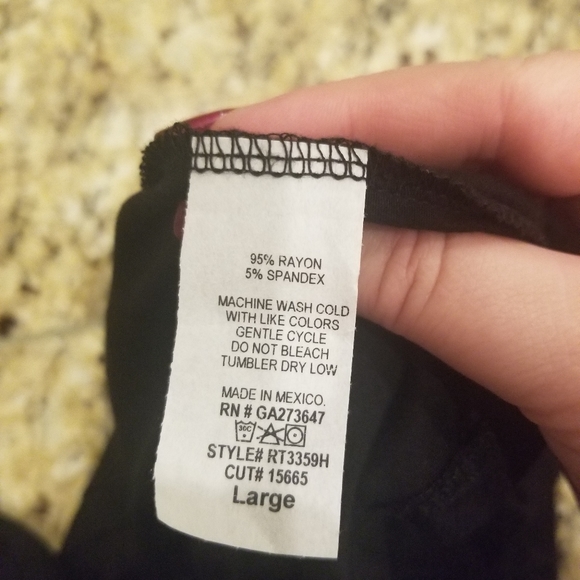 95% RAYON
5% SPANDEX
MACHINE WASH COLD
WITH LIKE COLORS
GENTLE CYCLE
DO NOT BLEACH
TUMBLER DRY LOW
MADE IN MEXICO.
RN # GA273647
30C
STYLE# RT3359H
CUT# 15665
Large